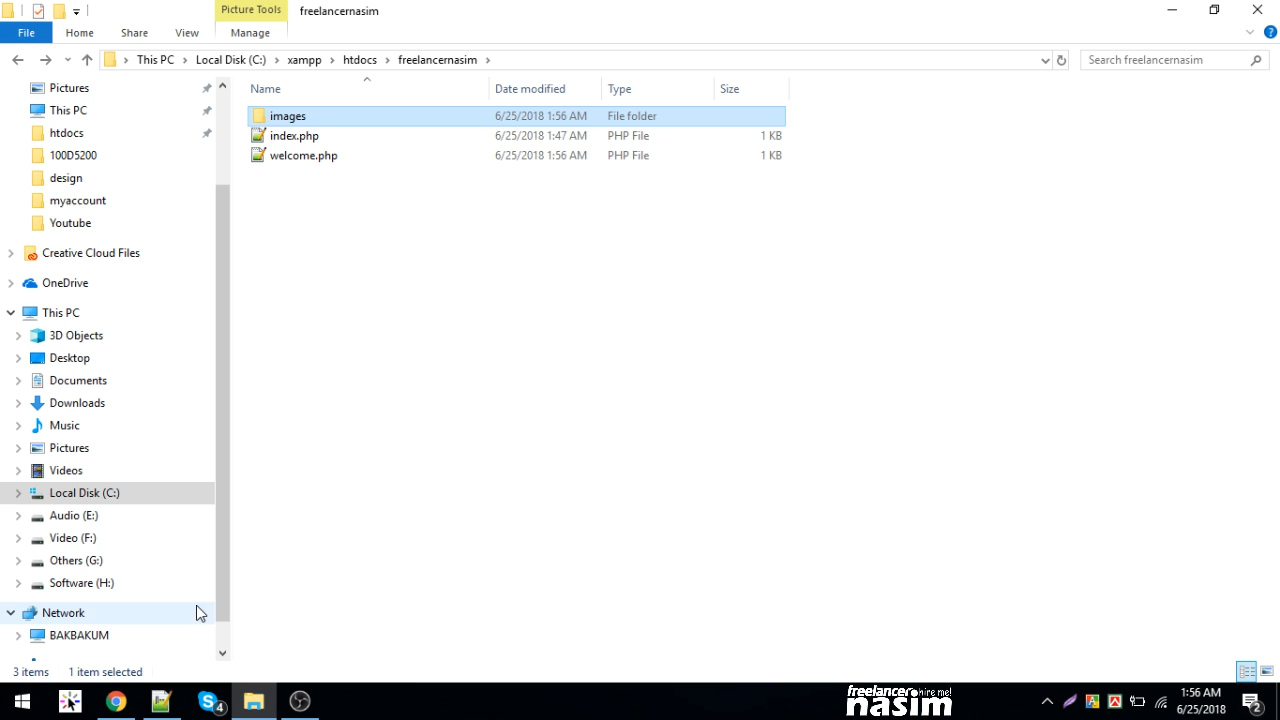 Picture Tools
freelancernasim
File
Home
Share
View
Manage
This PC
Local Disk (C:)
xampp
htdocs
freelancernasim
Search freelancernasim
Name
Date modified
Type
Size
images
6/25/2018 1:56 AM
File folder
index.php
6/25/2018 1:47 AM
PHP File
1 KB
welcome.php
6/25/2018 1:56 AM
PHP File
1 KB
Pictures
This PC
htdocs
100D5200
design
myaccount
Youtube
Creative Cloud Files
OneDrive
This PC
3D Objects
Desktop
Documents
Downloads
Music
Pictures
Videos
Local Disk (C:)
Audio (E:)
Video (F:)
Others (G:)
Software (H:)
Network
BAKBAKUM
3 items
1 item selected
4
freelancer hire me!
nasim
1:56 AM
6/25/2018
2